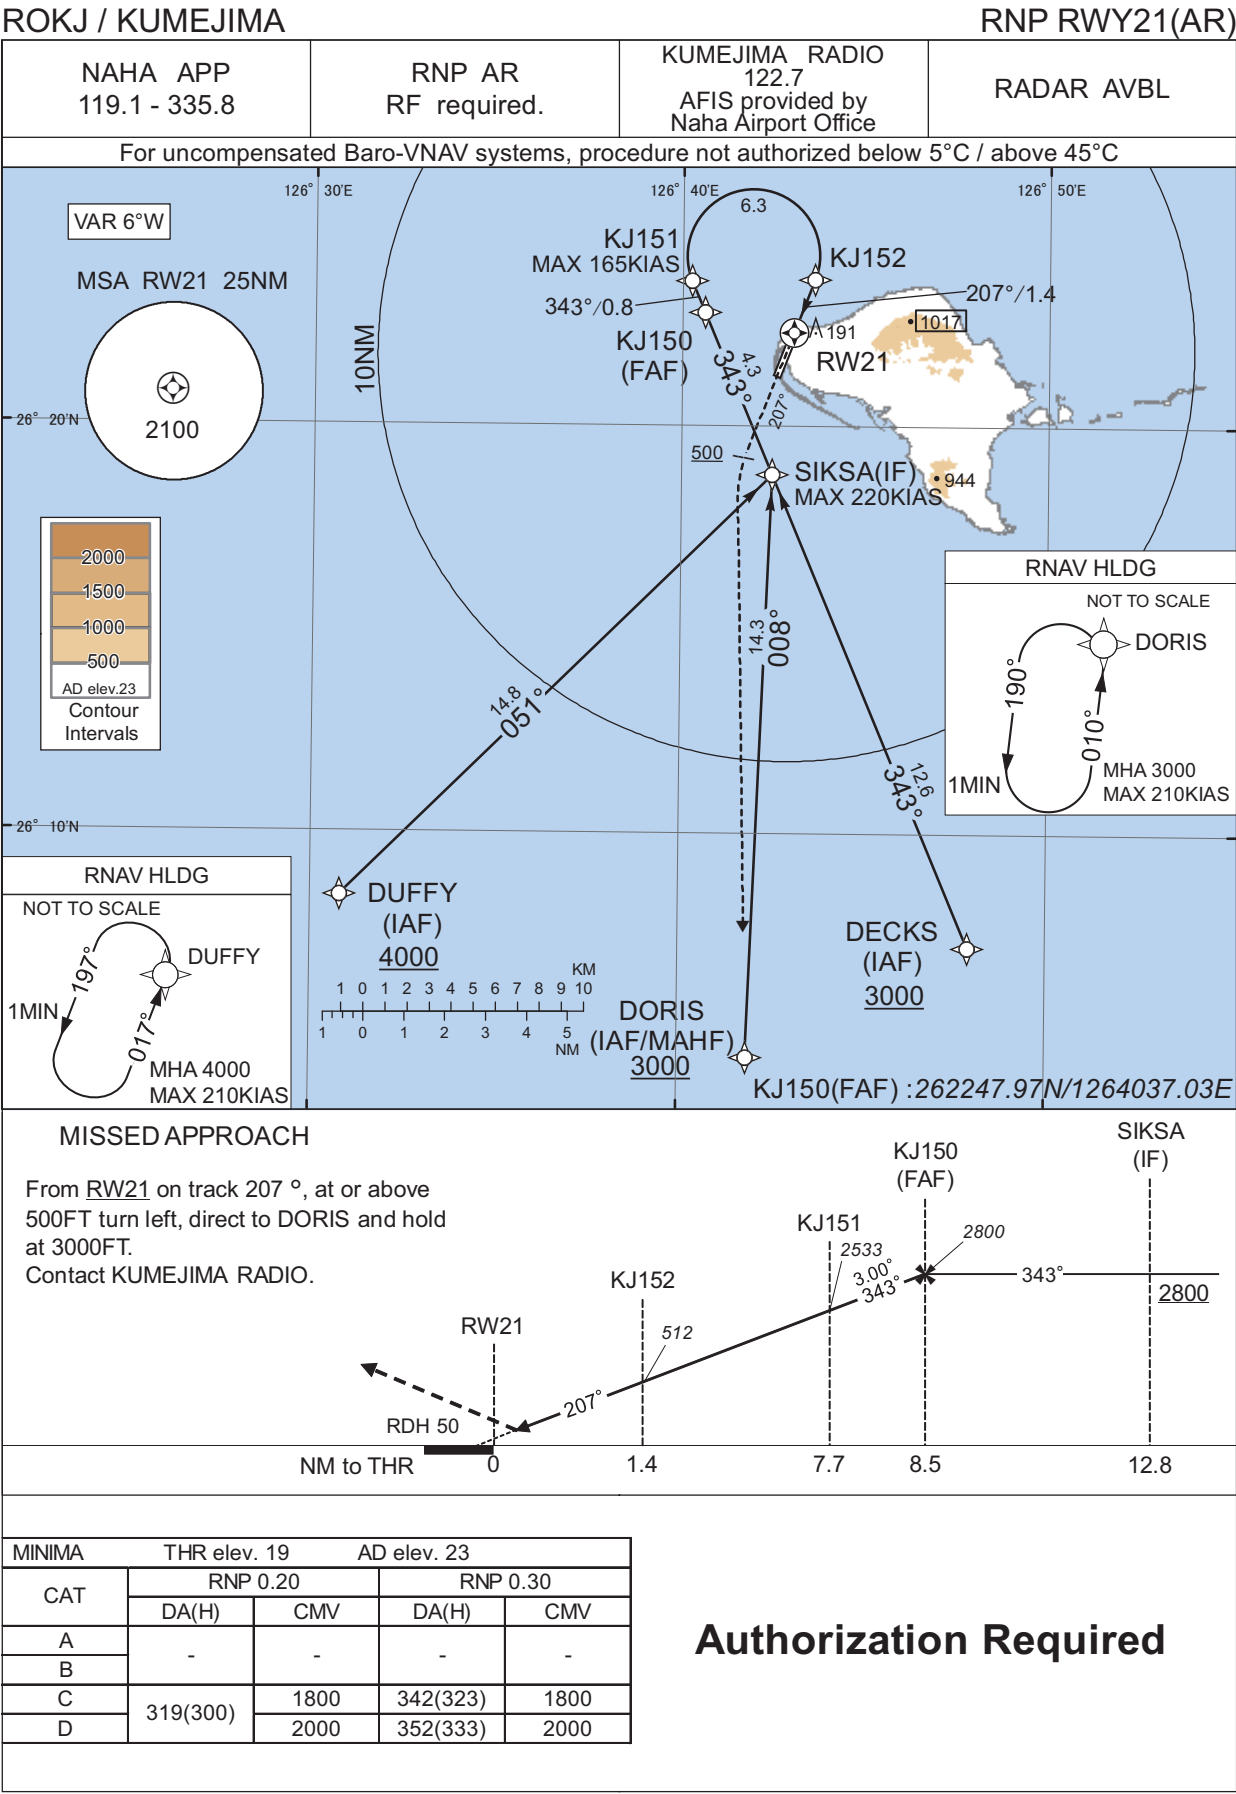 ROKJ / KUMEJIMA
RNP RWY21(AR)
NAHA APP
119.1 - 335.8
RNP AR
RF required.
KUMEJIMA RADIO
122.7
AFIS provided by
Naha Airport Office
RADAR AVBL
For uncompensated Baro-VNAV systems, procedure not authorized below 5°C / above 45°C
126° 30'E
126° 40'E
126° 50'E
VAR 6°W
MSA RW21 25NM
2100
10NM
26° 20'N
6.3
KJ151
MAX 165KIAS
KJ152
343°/0.8
207°/1.4
KJ150
(FAF)
191
1017
RW21
4.3
343°
207°
500
SIKSA(IF)
MAX 220KIAS
944
2000
1500
1000
500
AD elev.23
Contour
Intervals
RNAV HLDG
NOT TO SCALE
DORIS
190°
010°
1MIN
MHA 3000
MAX 210KIAS
14.3
008°
14.8
051°
12.6
343°
26° 10'N
RNAV HLDG
NOT TO SCALE
DUFFY
197°
017°
1MIN
MHA 4000
MAX 210KIAS
DUFFY
(IAF)
4000
DECKS
(IAF)
3000
KM
1 0 1 2 3 4 5 6 7 8 9 10
1 0 1 2 3 4 5
NM
DORIS
(IAF/MAHF)
3000
KJ150(FAF) :262247.97N/1264037.03E
MISSED APPROACH
From RW21 on track 207 °, at or above
500FT turn left, direct to DORIS and hold
at 3000FT.
Contact KUMEJIMA RADIO.
SIKSA
(IF)
KJ150
(FAF)
KJ151
2533
2800
3.00°
343°
343°
2800
KJ152
512
RW21
207°
RDH 50
NM to THR
0
1.4
7.7
8.5
12.8
MINIMA THR elev. 19 AD elev. 23
CAT RNP 0.20 RNP 0.30
DA(H) CMV DA(H) CMV
A
- - - -
B
C 319(300) 1800 342(323) 1800
D 2000 352(333) 2000
Authorization Required